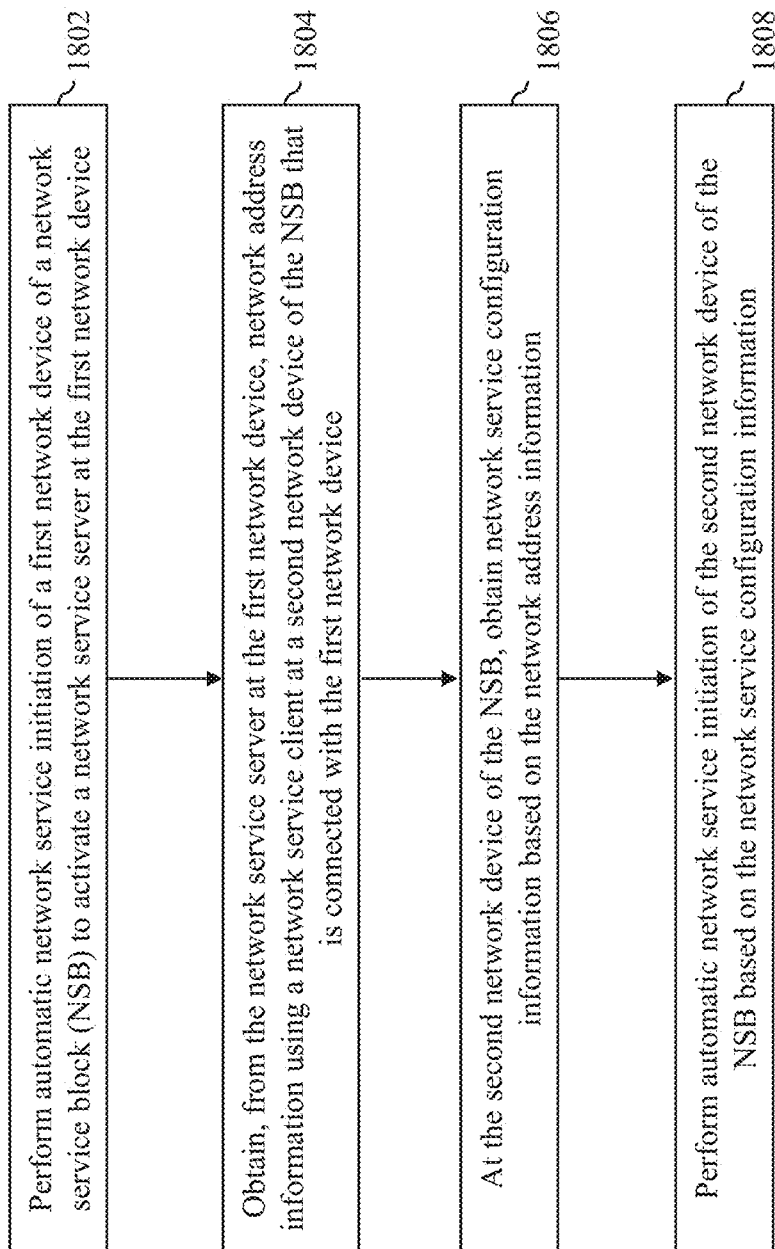 Perform automatic network service initiation of a first network device of a network
service block (NSB) to activate a network service server at the first network device
1802
Obtain, from the network service server at the first network device, network address
information using a network service client at a second network device of the NSB that
is connected with the first network device
1804
At the second network device of the NSB, obtain network service configuration
information based on the network address information
1806
Perform automatic network service initiation of the second network device of the
NSB based on the network service configuration information
1808